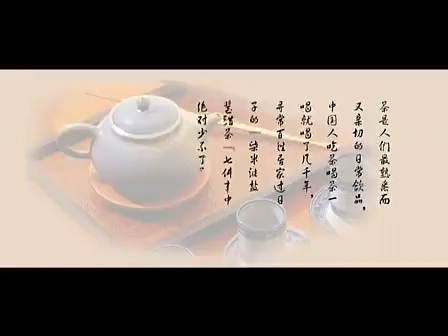 茶是人们最熟悉而
又亲切的日常饮品，
中国人吃茶喝茶一
喝就喝了几千年，
寻常百姓居家过日
子的“柴米油盐
酱醋茶”七件事中
绝对少不了。